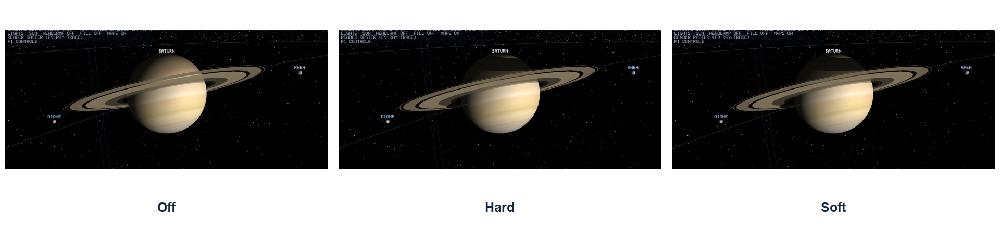 LIGHTS SUN HEADLAMP OFF FILL OFF MAPS ON
RENDER RASTER (F9 RAY-TRACE)
F1 CONTROLS
SATURN
RHEA
DIONE
LIGHTS SUN HEADLAMP OFF FILL OFF MAPS ON
RENDER RASTER (F9 RAY-TRACE)
F1 CONTROLS
SATURN
RHEA
DIONE
LIGHTS SUN HEADLAMP OFF FILL OFF MAPS ON
RENDER RASTER (F9 RAY-TRACE)
F1 CONTROLS
SATURN
RHEA
DIONE
Off
Hard
Soft